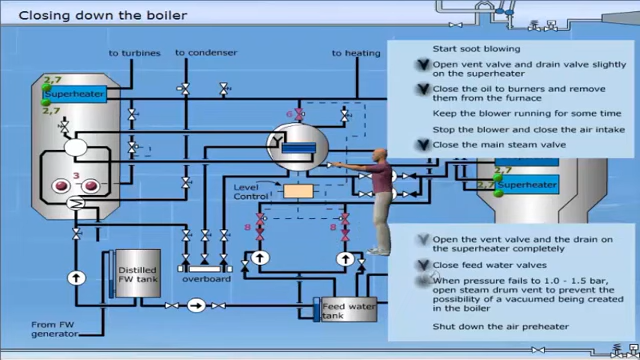 Closing down the boiler
to turbines
to condenser
to heating
2,7
Superheater
2,7
6
3
Level
Control
8
8
Distilled
FW tank
overboard
Feed water
tank
From FW
generator
2,7
2,7
Superheater
Start soot blowing
Open vent valve and drain valve slightly
on the superheater
Close the oil to burners and remove
them from the furnace
Keep the blower running for some time
Stop the blower and close the air intake
Close the main steam valve
Open the vent valve and the drain on
the superheater completely
Close feed water valves
When pressure fails to 1.0 - 1.5 bar,
open steam drum vent to prevent the
possibility of a vacuumed being created
in the boiler
Shut down the air preheater